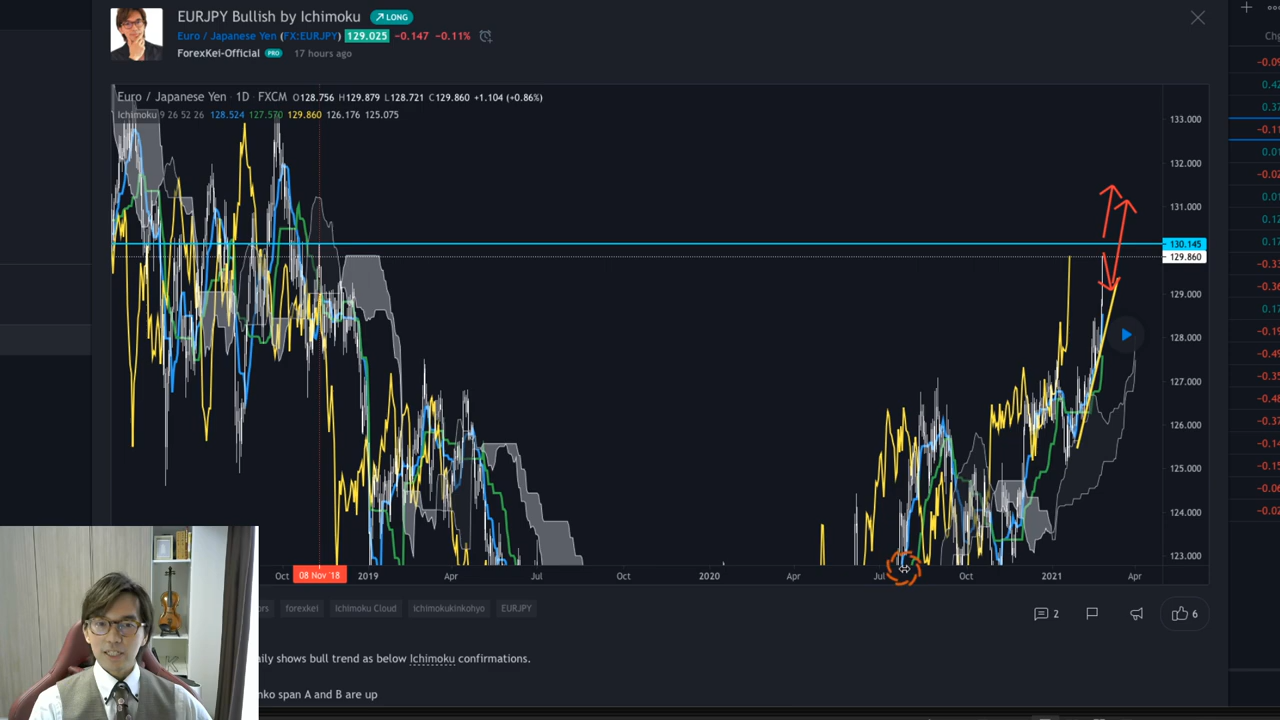 EURJPY Bullish by Ichimoku LONG
Euro / Japanese Yen (FX:EURJPY) 129.025 −0.147 −0.11%
ForexKei-Official PRO 17 hours ago
Chg
Euro / Japanese Yen · 1D · FXCM O128.756 H129.879 L128.721 C129.860 +1.104 (+0.86%)
Ichimoku 9 26 52 26 128.524 127.570 129.860 126.176 125.075
133.000
132.000
131.000
130.145
129.860
129.000
128.000
127.000
126.000
125.000
124.000
123.000
Oct 08 Nov '18 2019 Apr Jul Oct 2020 Apr Jul Oct 2021 Apr
ors forexkei Ichimoku Cloud ichimokukinkohyo EURJPY
2 6
ily shows bull trend as below Ichimoku confirmations.
nko span A and B are up